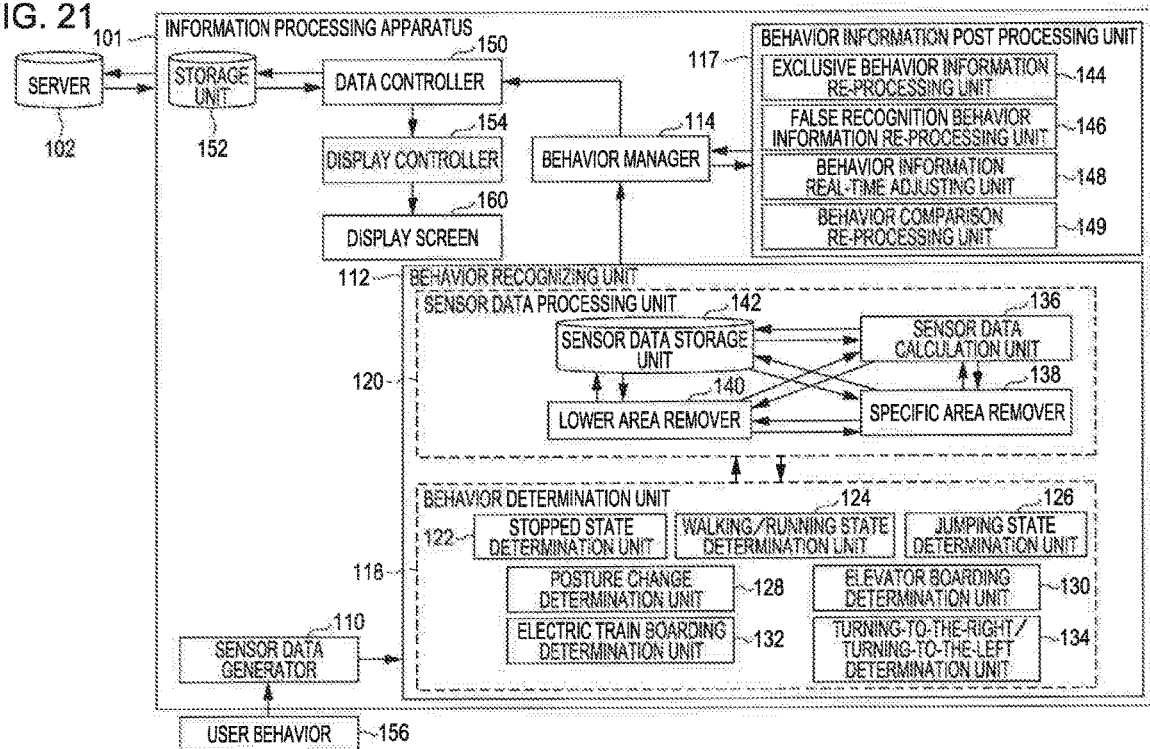 FIG. 21
101
INFORMATION PROCESSING APPARATUS
SERVER
102
STORAGE
UNIT
152
150
DATA CONTROLLER
154
DISPLAY CONTROLLER
160
DISPLAY SCREEN
114
BEHAVIOR MANAGER
117
BEHAVIOR INFORMATION POST PROCESSING UNIT
EXCLUSIVE BEHAVIOR INFORMATION
RE-PROCESSING UNIT
144
FALSE RECOGNITION BEHAVIOR
INFORMATION RE-PROCESSING UNIT
146
BEHAVIOR INFORMATION
REAL-TIME ADJUSTING UNIT
148
BEHAVIOR COMPARISON
RE-PROCESSING UNIT
149
112
BEHAVIOR RECOGNIZING UNIT
SENSOR DATA PROCESSING UNIT
120
142
SENSOR DATA STORAGE
UNIT
136
SENSOR DATA
CALCULATION UNIT
140
LOWER AREA REMOVER
138
SPECIFIC AREA REMOVER
BEHAVIOR DETERMINATION UNIT
118
122
STOPPED STATE
DETERMINATION UNIT
124
WALKING/RUNNING STATE
DETERMINATION UNIT
126
JUMPING STATE
DETERMINATION UNIT
POSTURE CHANGE
DETERMINATION UNIT
128
ELEVATOR BOARDING
DETERMINATION UNIT
130
ELECTRIC TRAIN BOARDING
DETERMINATION UNIT
132
TURNING-TO-THE-RIGHT/
TURNING-TO-THE-LEFT
DETERMINATION UNIT
134
110
SENSOR DATA
GENERATOR
USER BEHAVIOR
156